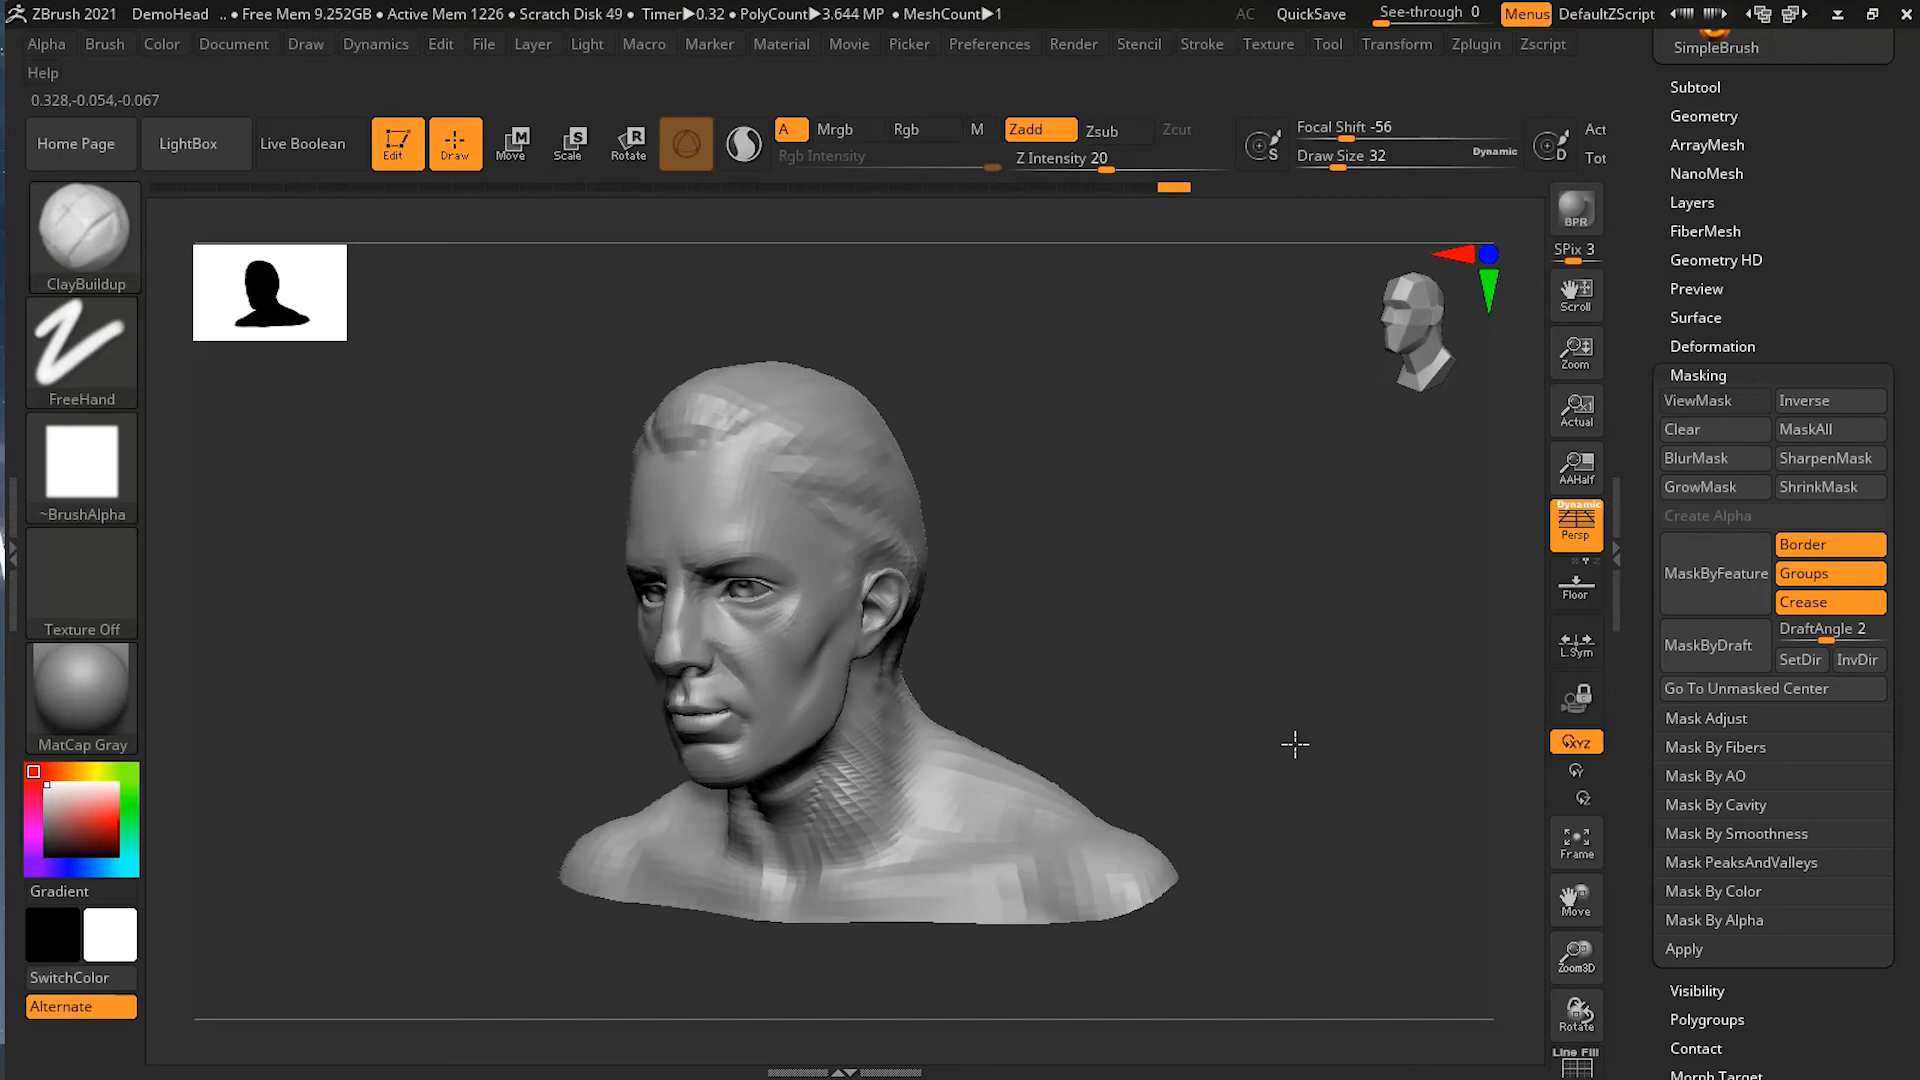 ZBrush 2021 DemoHead .. • Free Mem 9.252GB • Active Mem 1226 • Scratch Disk 49 • Timer▶0.32 • PolyCount▶3.644 MP • MeshCount▶1 AC QuickSave See-through 0 Menus DefaultZScript
Alpha Brush Color Document Draw Dynamics Edit File Layer Light Macro Marker Material Movie Picker Preferences Render Stencil Stroke Texture Tool Transform Zplugin Zscript
Help
0.328,-0.054,-0.067
Home Page LightBox Live Boolean Edit Draw Move Scale Rotate
M S R
A Mrgb Rgb M Zadd Zsub Zcut
Rgb Intensity Z Intensity 20
S Focal Shift -56 D Act
Draw Size 32 Dynamic Tot
ClayBuildup
FreeHand
~BrushAlpha
Texture Off
MatCap Gray
Gradient
SwitchColor
Alternate
BPR
SPix 3
Scroll
Zoom
Actual
AAHalf
Dynamic
Persp
Floor
L.Sym
XYZ
Y
Z
Frame
Move
Zoom3D
Rotate
Line Fill
SimpleBrush
Subtool
Geometry
ArrayMesh
NanoMesh
Layers
FiberMesh
Geometry HD
Preview
Surface
Deformation
Masking
ViewMask Inverse
Clear MaskAll
BlurMask SharpenMask
GrowMask ShrinkMask
Create Alpha
MaskByFeature Border
Groups
Crease
MaskByDraft DraftAngle 2
SetDir InvDir
Go To Unmasked Center
Mask Adjust
Mask By Fibers
Mask By AO
Mask By Cavity
Mask By Smoothness
Mask PeaksAndValleys
Mask By Color
Mask By Alpha
Apply
Visibility
Polygroups
Contact
Morph Target